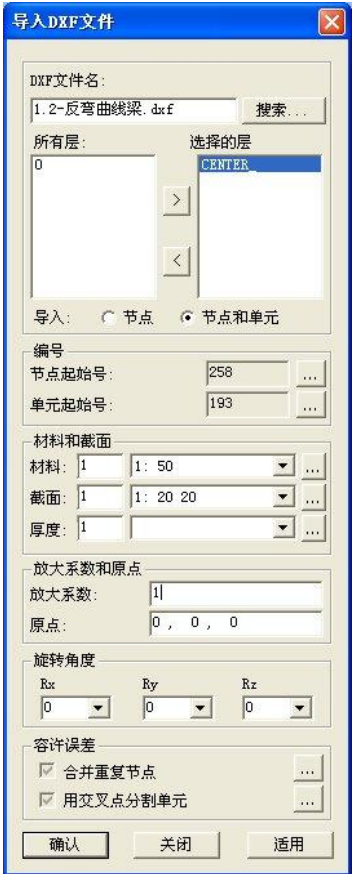 导入DXF文件
DXF文件名:
1.2-反弯曲线梁.dxf 搜索...
所有层: 选择的层
0 CENTER_
>
<
导入: 节点 节点和单元
编号
节点起始号: 258 ...
单元起始号: 193 ...
材料和截面
材料: 1 1: 50 ...
截面: 1 1: 20 20 ...
厚度: 1 ...
放大系数和原点
放大系数: 1
原点: 0 , 0 , 0
旋转角度
Rx Ry Rz
0 0 0
容许误差
合并重复节点 ...
用交叉点分割单元 ...
确认 关闭 适用